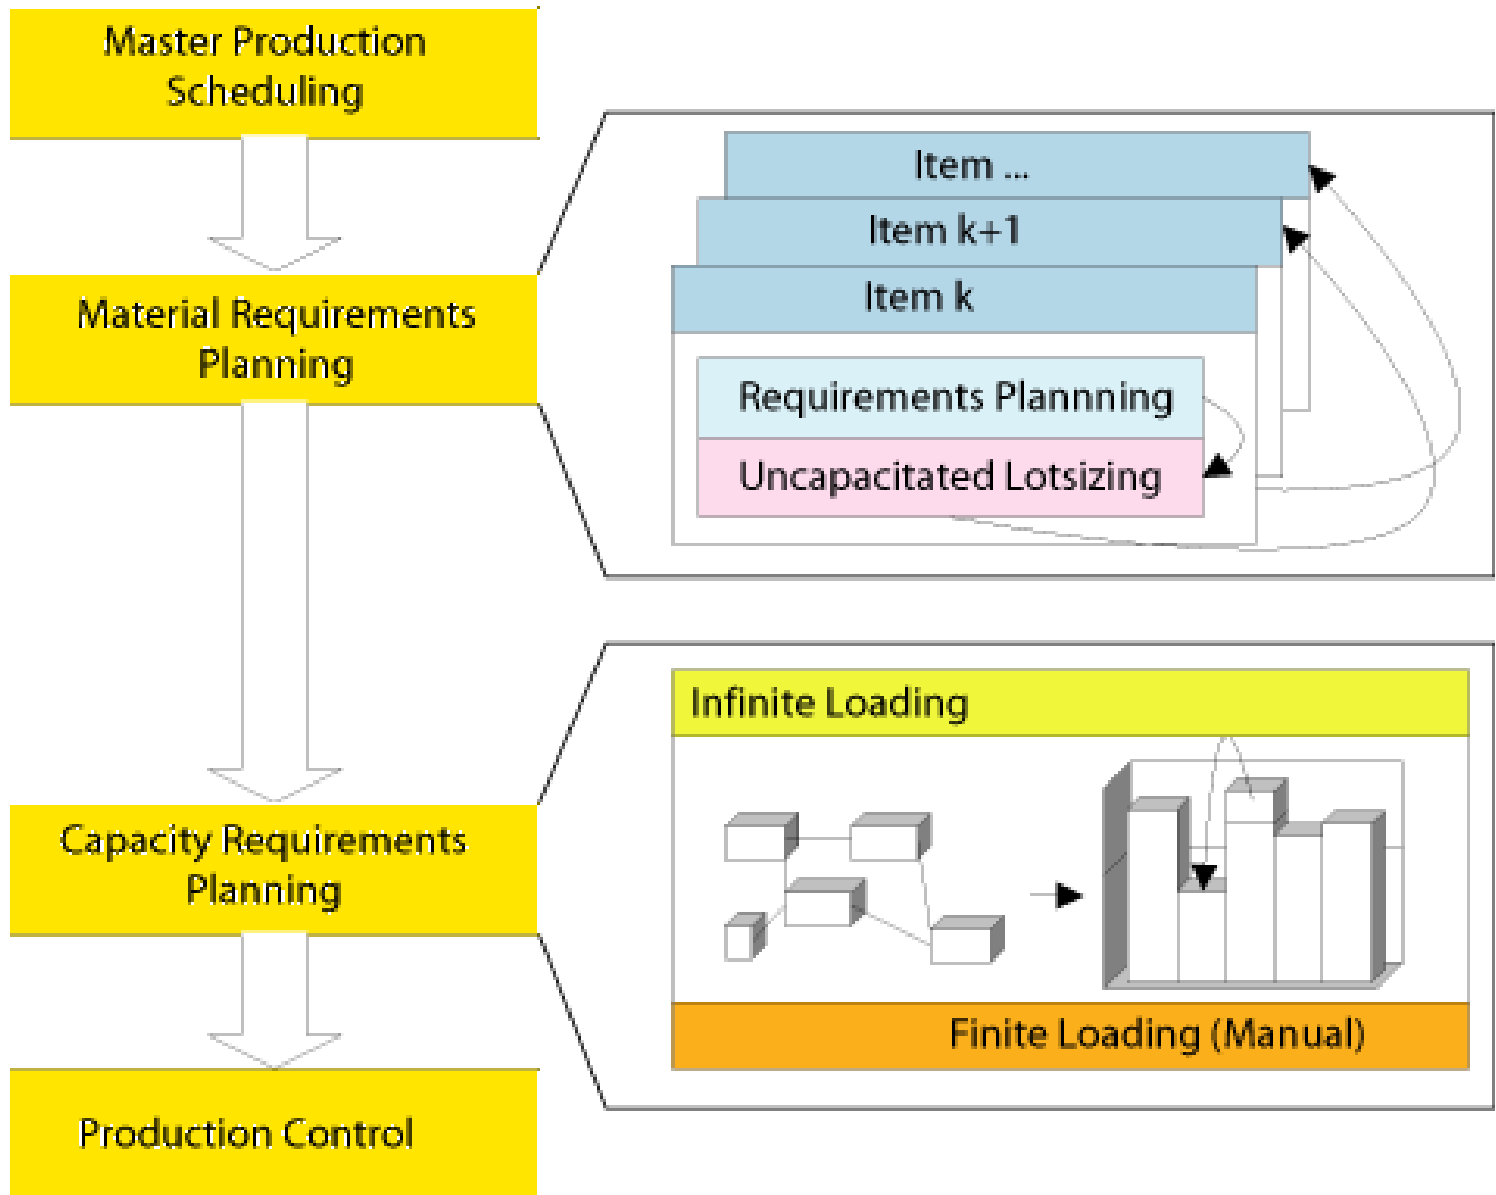 Master Production
Scheduling
Item ...
Item k+1
Item k
Material Requirements
Planning
Requirements Plannning
Uncapacitated Lotsizing
Infinite Loading
Capacity Requirements
Planning
Finite Loading (Manual)
Production Control